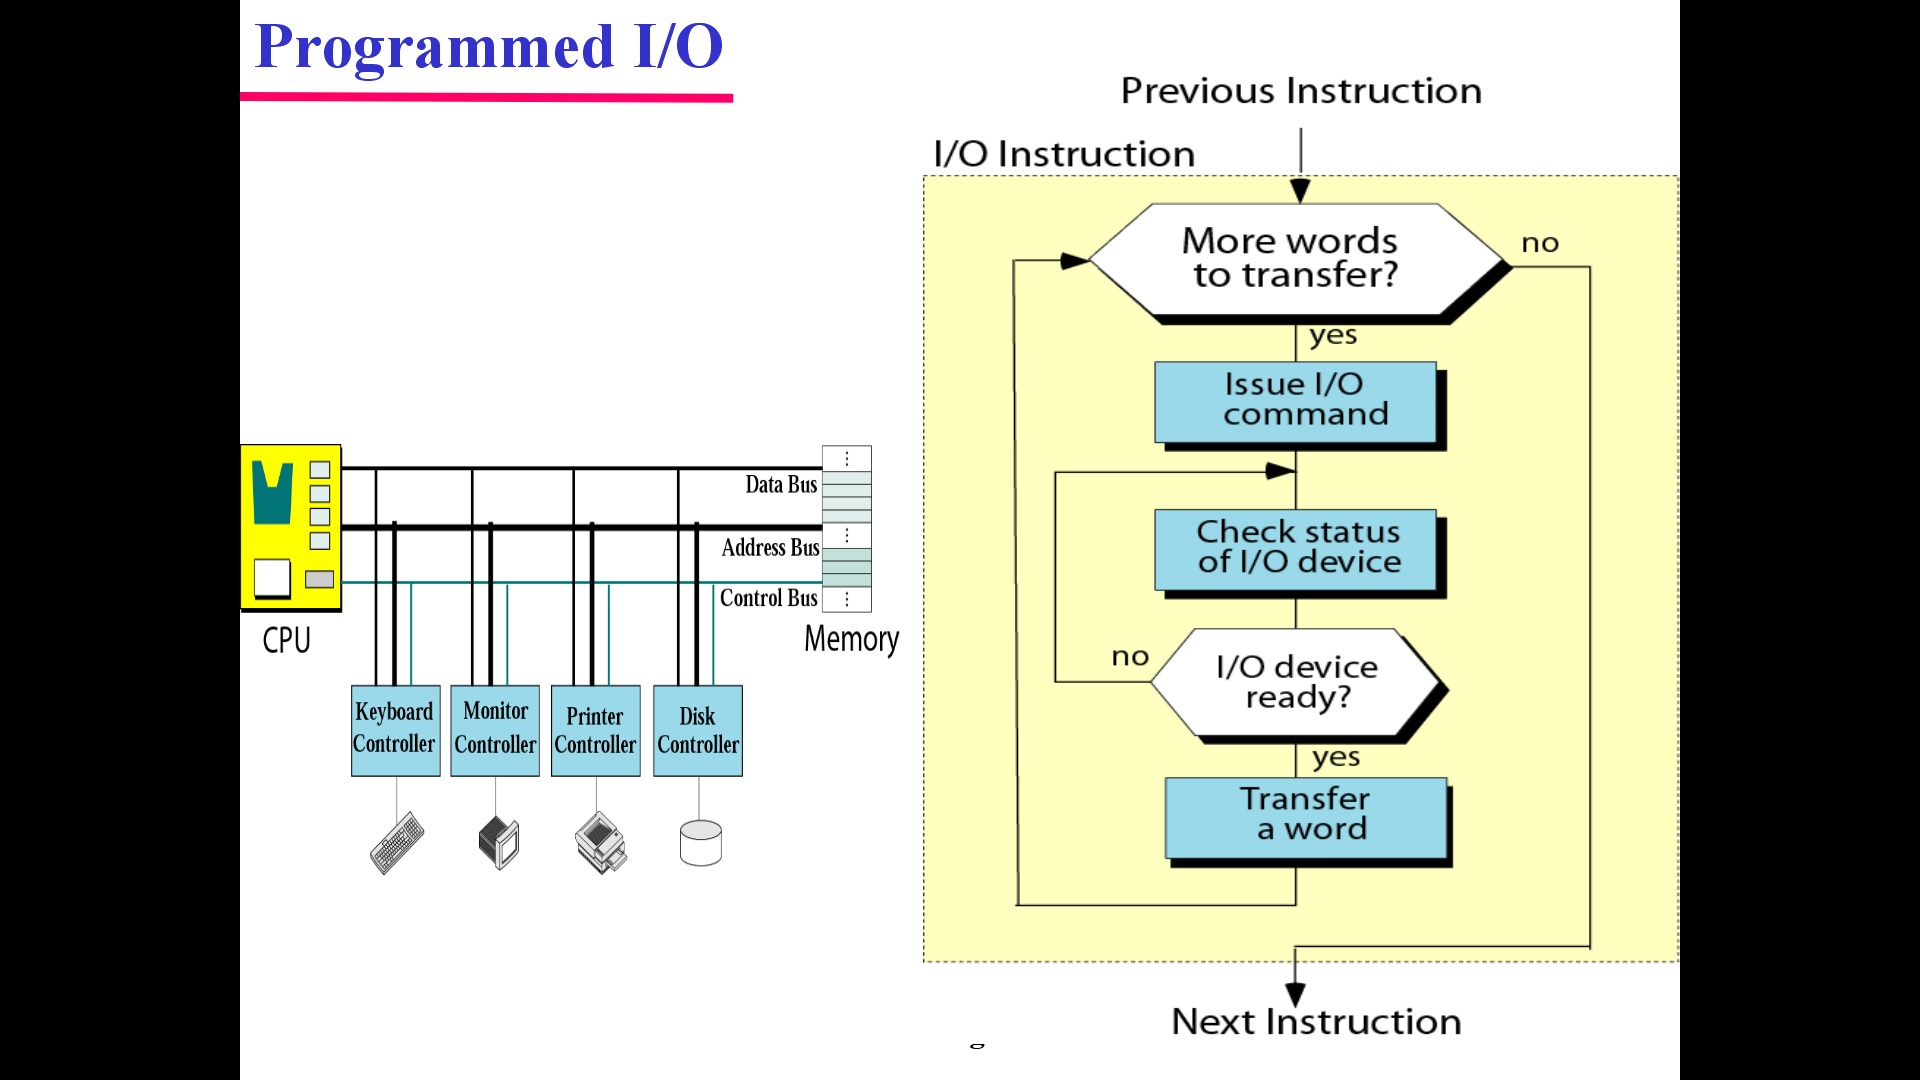 Programmed I/O
Previous Instruction
I/O Instruction
More words
to transfer?
no
yes
Issue I/O
command
Check status
of I/O device
no
I/O device
ready?
yes
Transfer
a word
Next Instruction
Data Bus
Address Bus
Control Bus
CPU
Memory
Keyboard
Controller
Monitor
Controller
Printer
Controller
Disk
Controller